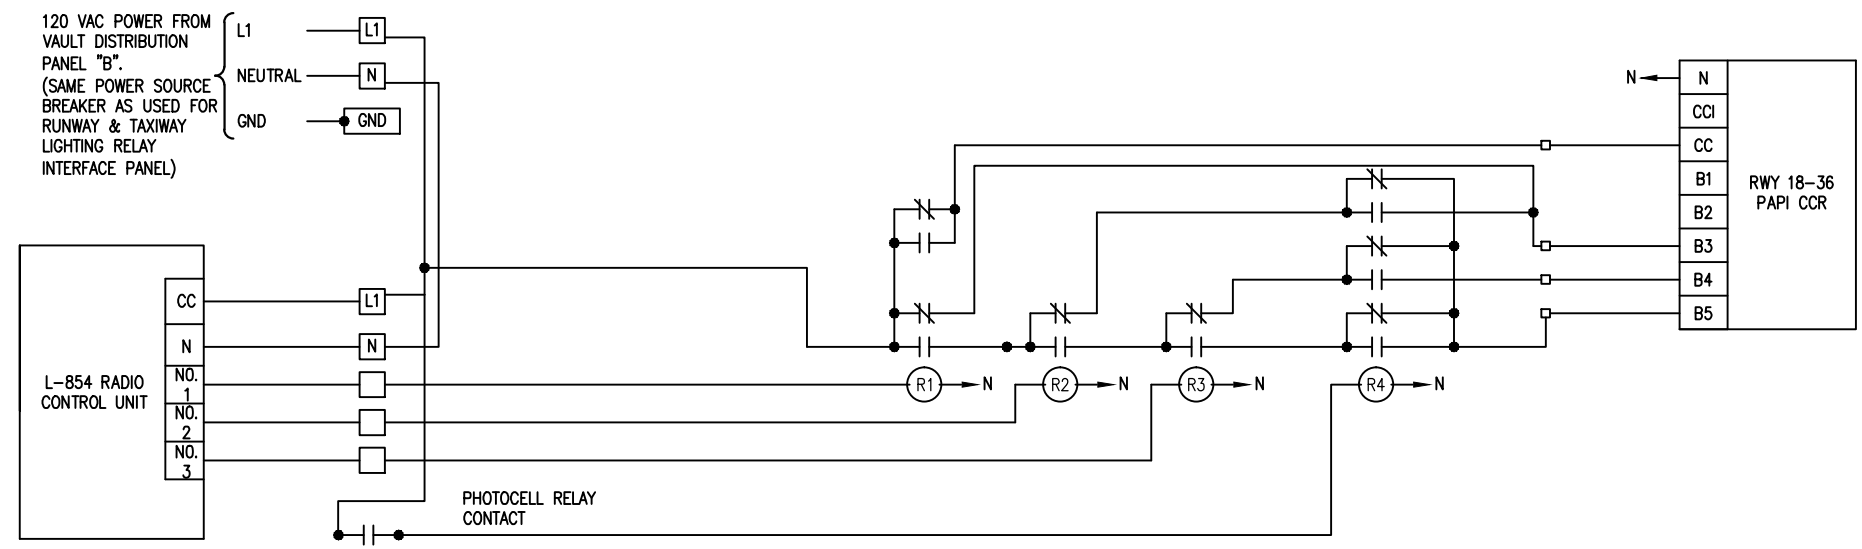 120 VAC POWER FROM
VAULT DISTRIBUTION
PANEL "B".
(SAME POWER SOURCE
BREAKER AS USED FOR
RUNWAY & TAXIWAY
LIGHTING RELAY
INTERFACE PANEL)
L1
L1
NEUTRAL
N
GND
GND
L-854 RADIO
CONTROL UNIT
CC
L1
N
N
NO.
1
NO.
2
NO.
3
PHOTOCELL RELAY
CONTACT
R1
N
R2
N
R3
N
R4
N
N
N
CCI
CC
B1
B2
B3
B4
B5
RWY 18-36
PAPI CCR